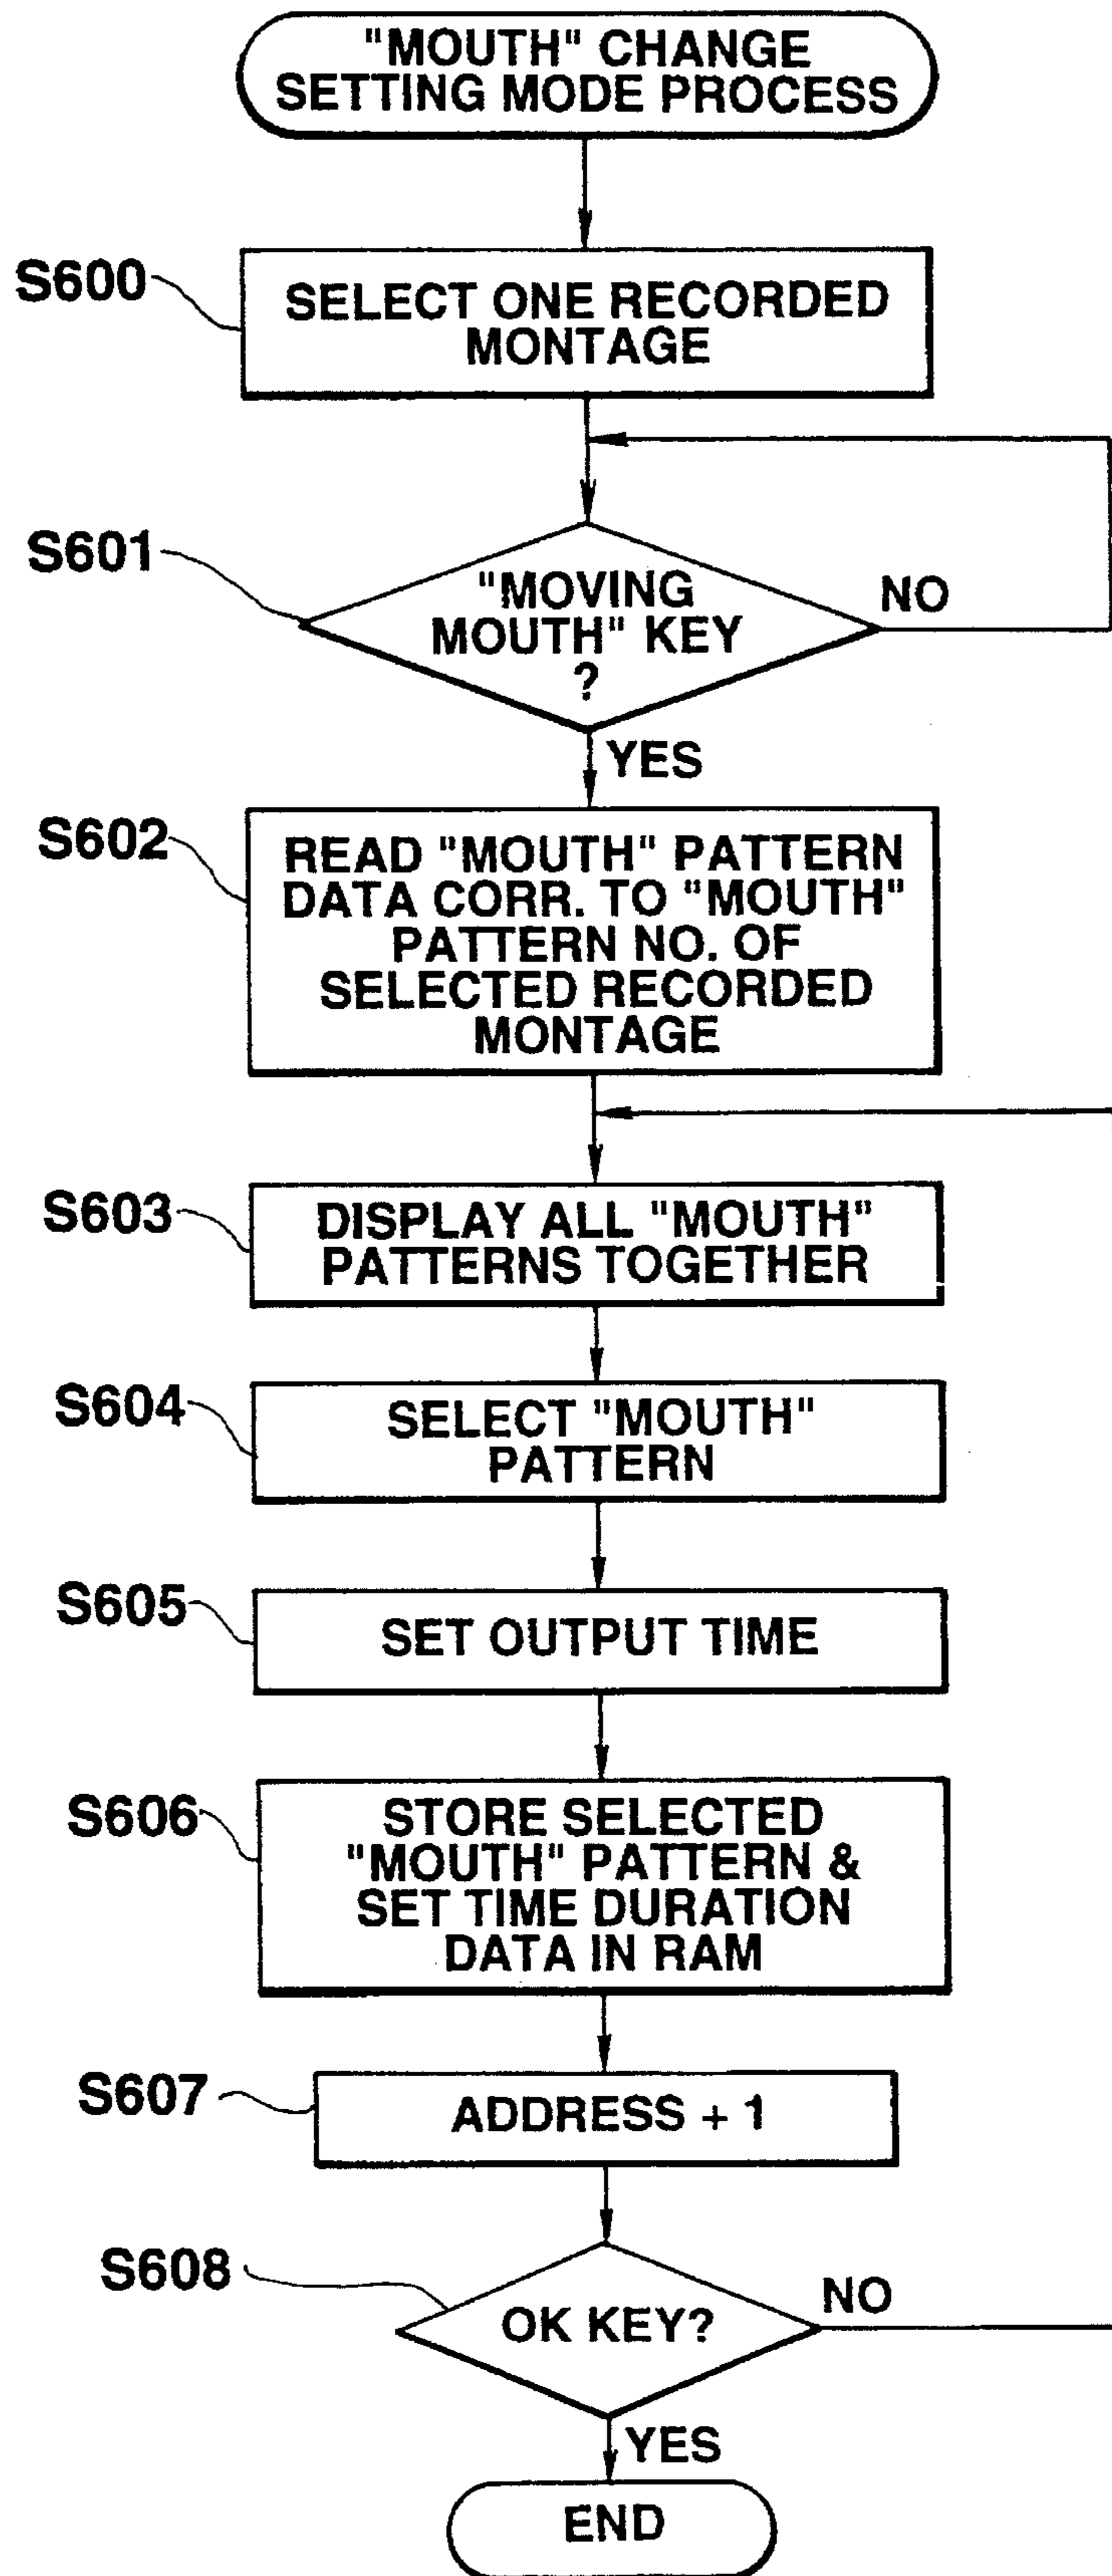 "MOUTH" CHANGE
SETTING MODE PROCESS
S600
SELECT ONE RECORDED
MONTAGE
S601
"MOVING
MOUTH" KEY
?
NO
YES
S602
READ "MOUTH" PATTERN
DATA CORR. TO "MOUTH"
PATTERN NO. OF
SELECTED RECORDED
MONTAGE
S603
DISPLAY ALL "MOUTH"
PATTERNS TOGETHER
S604
SELECT "MOUTH"
PATTERN
S605
SET OUTPUT TIME
S606
STORE SELECTED
"MOUTH" PATTERN &
SET TIME DURATION
DATA IN RAM
S607
ADDRESS + 1
S608
OK KEY?
NO
YES
END